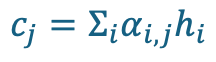 c_j = Σ_i α_{i,j} h_i